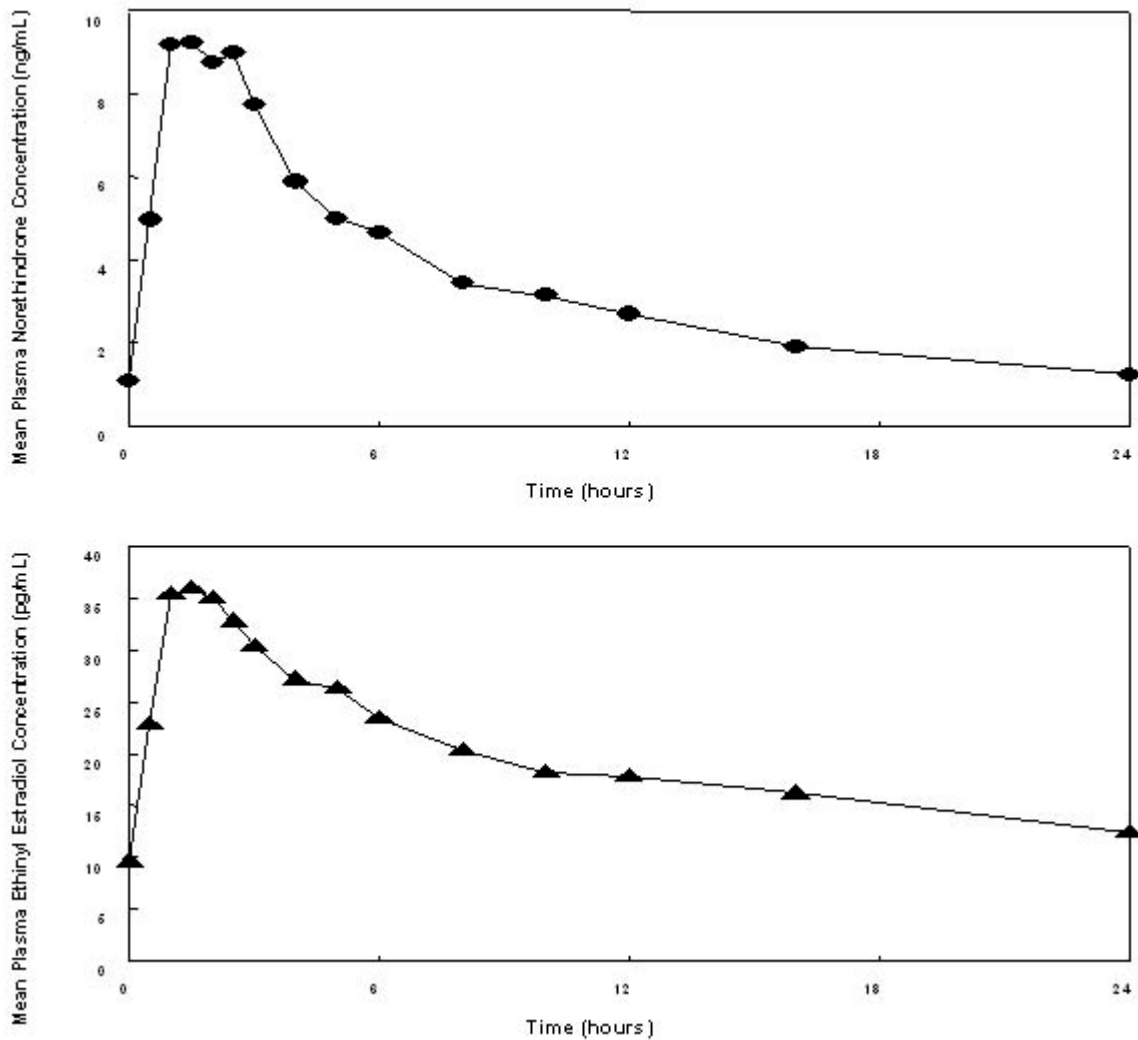 Mean Plasma Norethindrone Concentration (ng/mL)
10
8
6
4
2
0
0 6 12 18 24
Time (hours)
Mean Plasma Ethinyl Estradiol Concentration (pg/mL)
40
35
30
25
20
15
10
5
0
0 6 12 18 24
Time (hours)